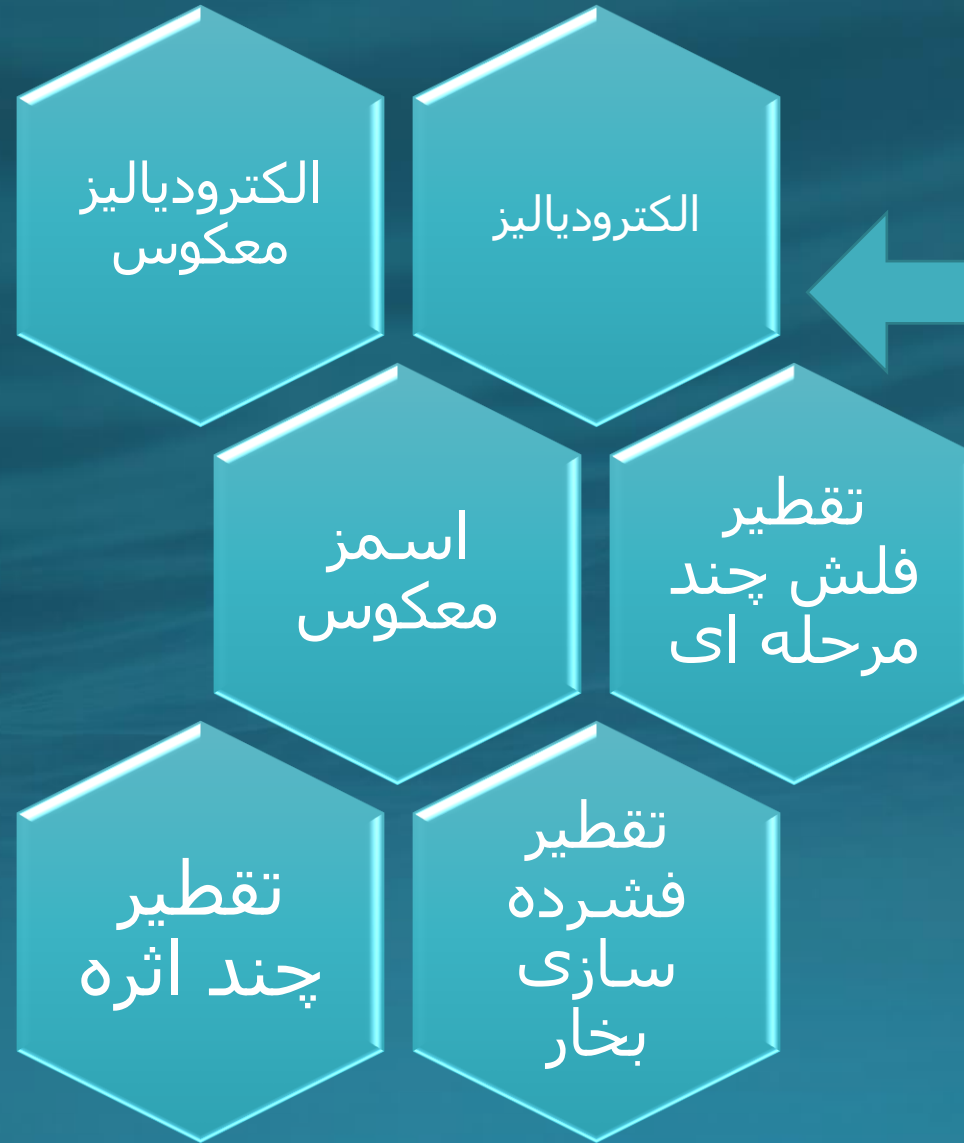 الکترودیالیز
الکترودیالیز
معکوس
تقطیر
فلش چند
مرحله ای
اسمز
معکوس
تقطیر
فشرده
سازی
بخار
تقطیر
چند اثره